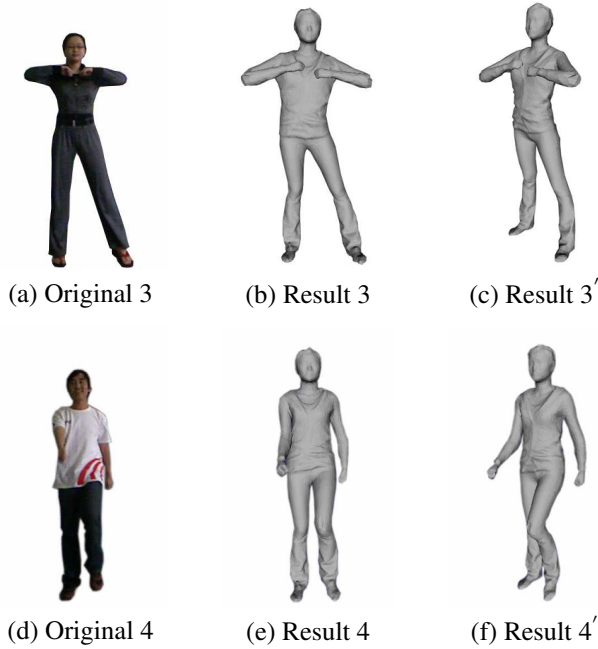 (a) Original 3
(b) Result 3
(c) Result 3′
(d) Original 4
(e) Result 4
(f) Result 4′